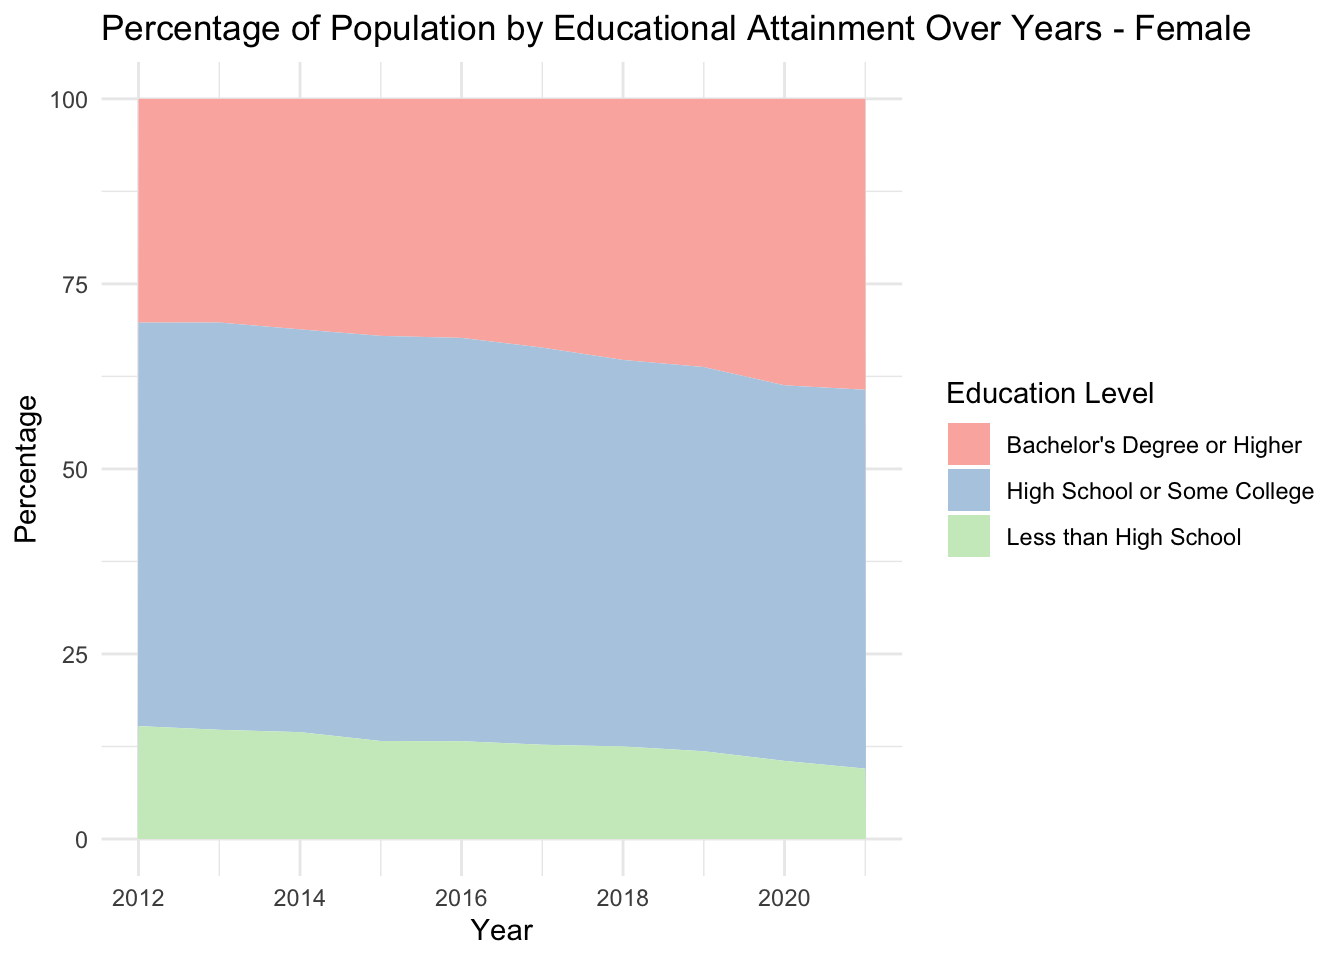 Percentage of Population by Educational Attainment Over Years - Female
100
75
50
25
0
Percentage
2012
2014
2016
2018
2020
Year
Education Level
Bachelor's Degree or Higher
High School or Some College
Less than High School